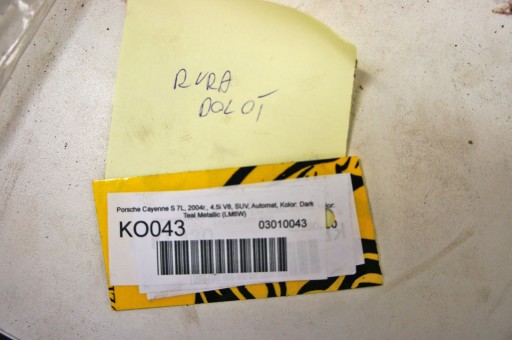 RURA
DOLOT
Porsche Cayenne S 7L, 2004r., 4.5i V8, SUV, Automat, Kolor: Dark
Teal Metallic (LM6W)
KO043
03010043